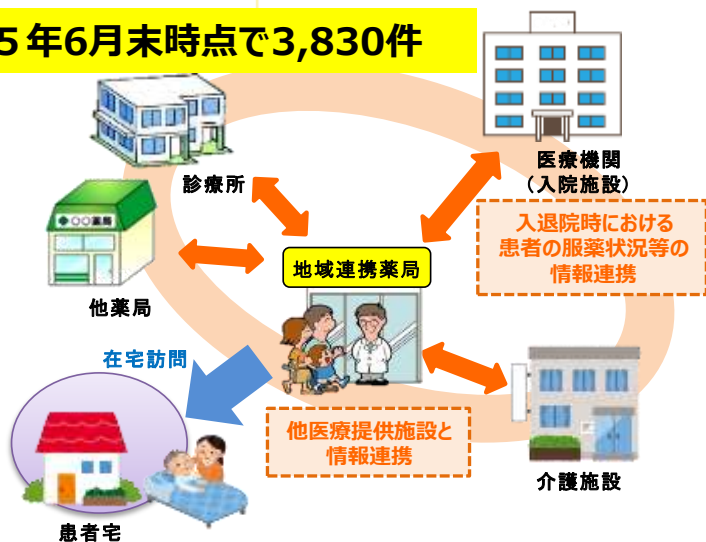 ５年6月末時点で3,830件
診療所
医療機関
（入院施設）
○○薬局
入退院時における
患者の服薬状況等の
情報連携
地域連携薬局
他薬局
在宅訪問
他医療提供施設と
情報連携
介護施設
患者宅